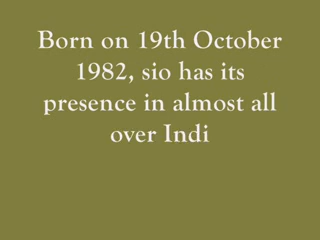 Born on 19th October
1982, sio has its
presence in almost all
over Indi